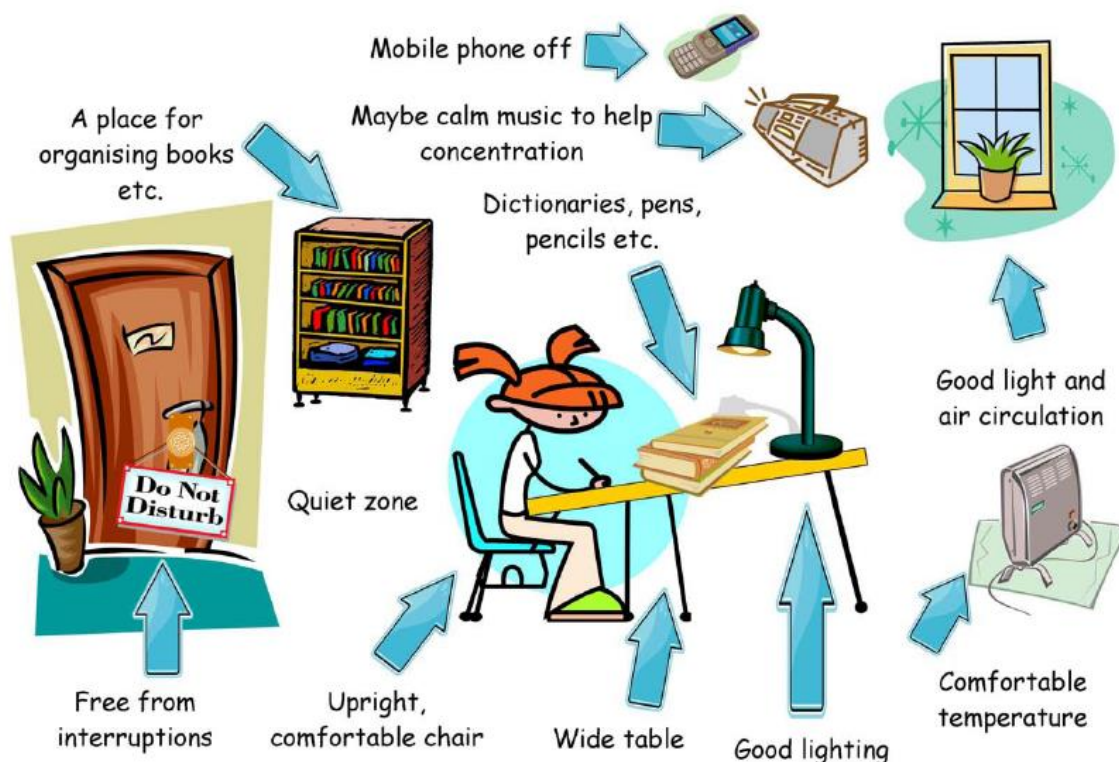 Mobile phone off
Maybe calm music to help
concentration
A place for
organising books
etc.
Dictionaries, pens,
pencils etc.
Good light and
air circulation
Do Not
Disturb
Quiet zone
Free from
interruptions
Upright,
comfortable chair
Wide table
Good lighting
Comfortable
temperature